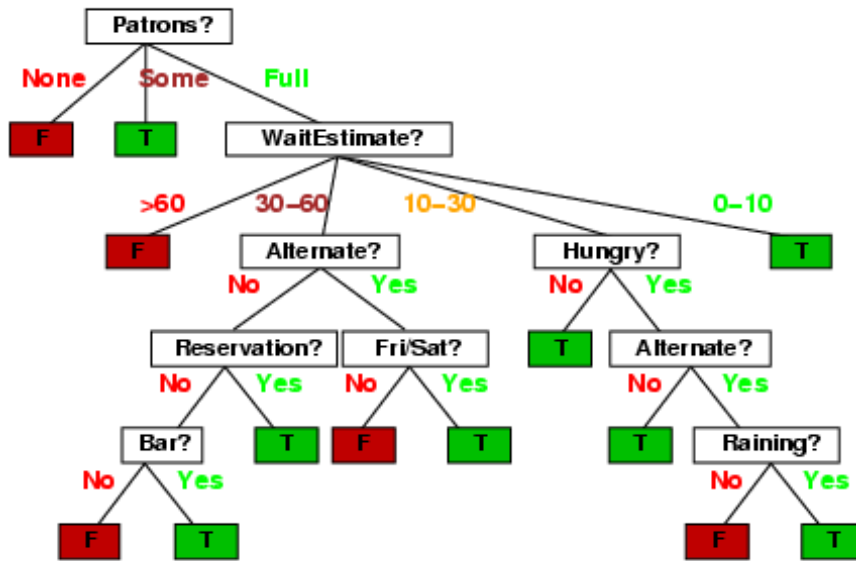 Patrons?
None Some Full
F T WaitEstimate?
>60 30–60 10–30 0–10
F Alternate? Hungry? T
No Yes No Yes
Reservation? Fri/Sat? T Alternate?
No Yes No Yes No Yes
Bar? T F T T Raining?
No Yes No Yes
F T F T